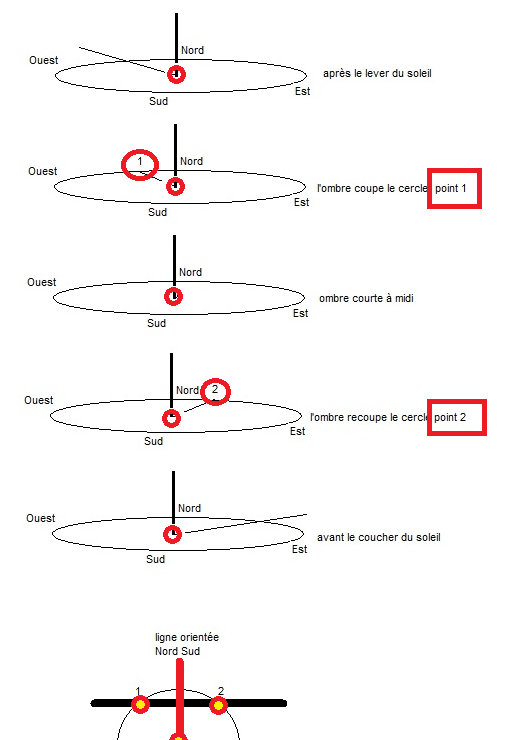 Nord
Ouest
après le lever du soleil
Est
Sud
1
Nord
Ouest
l'ombre coupe le cercle point 1
Est
Sud
Nord
Ouest
ombre courte à midi
Est
Sud
Nord 2
Ouest
l'ombre recoupe le cercle point 2
Est
Sud
Nord
Ouest
avant le coucher du soleil
Est
Sud
ligne orientée
Nord Sud
1 2